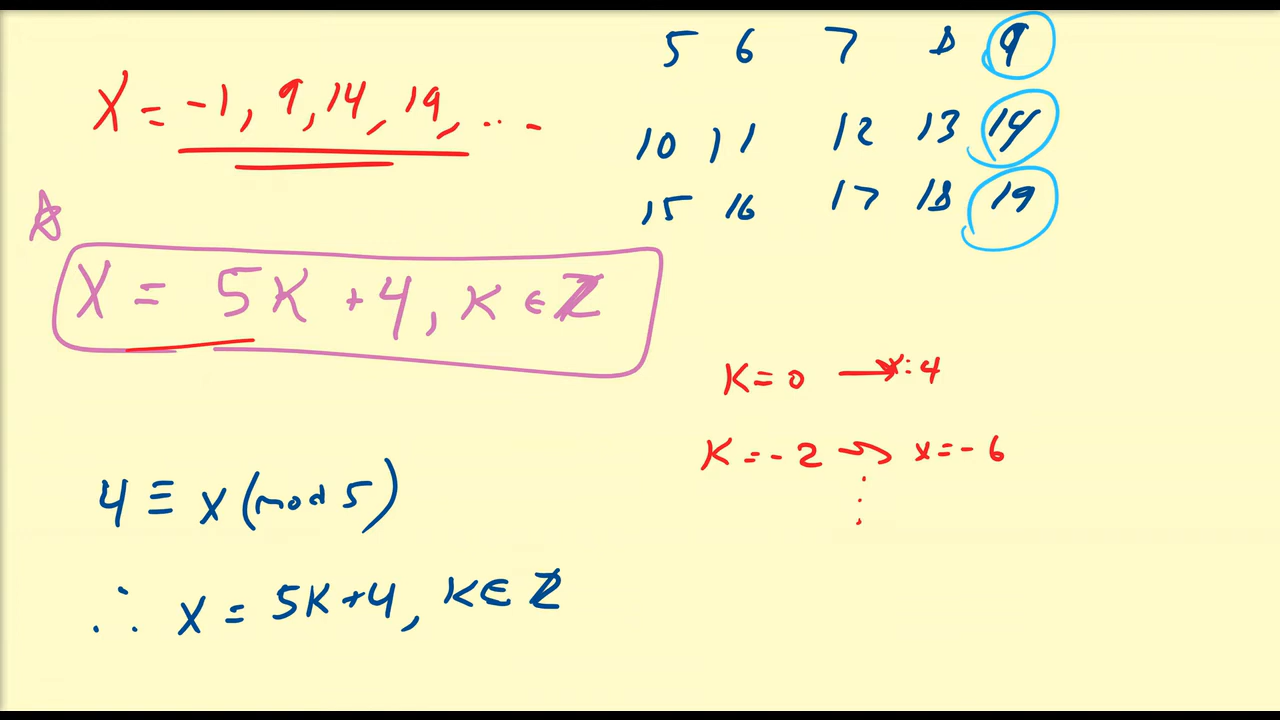 5 6 7 8 9
X = -1, 9, 14, 19, ...
10 11 12 13 14
15 16 17 18 19
X = 5K + 4, K ∈ ℤ
K = 0 → x = 4
K = -2 → x = -6
4 ≡ x (mod 5)
∴ x = 5K + 4, K ∈ ℤ